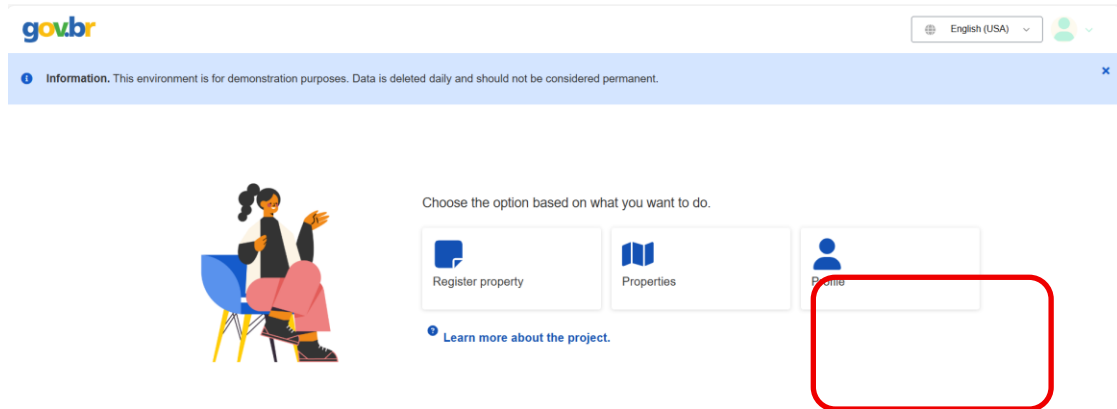 gov.br
English (USA)
Information. This environment is for demonstration purposes. Data is deleted daily and should not be considered permanent.
Choose the option based on what you want to do.
Register property
Properties
Profile
Learn more about the project.